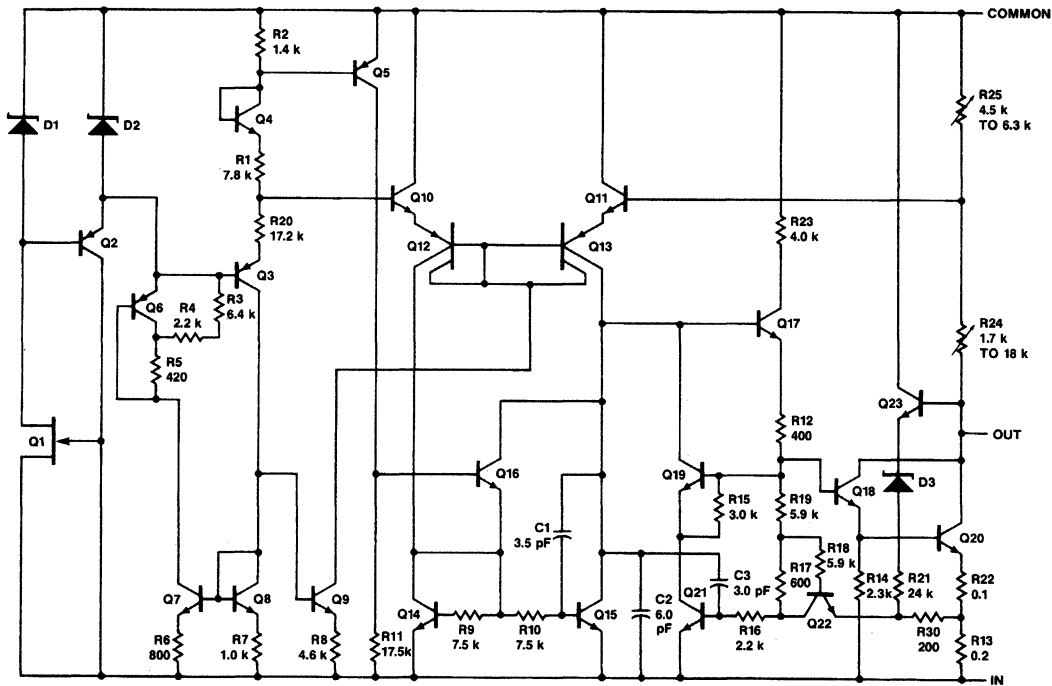 COMMON
R2
1.4 k
Q5
R25
4.5 k
TO 6.3 k
D1
D2
Q4
R1
7.8 k
Q10
Q11
R20
17.2 k
R23
4.0 k
Q2
Q12
Q13
Q3
Q6
R4
2.2 k
R3
6.4 k
Q17
R24
1.7 k
TO 18 k
R5
420
Q23
R12
400
OUT
Q1
Q16
Q19
Q18
D3
R15
3.0 k
R19
5.9 k
C1
3.5 pF
Q20
R18
5.9 k
C3
3.0 pF
R17
600
R14
2.3k
R21
24 k
R22
0.1
Q7
Q8
Q9
Q14
R9
7.5 k
R10
7.5 k
Q15
C2
6.0
pF
Q21
R16
2.2 k
Q22
R30
200
R13
0.2
R6
800
R7
1.0 k
R8
4.6 k
R11
17.5k
IN